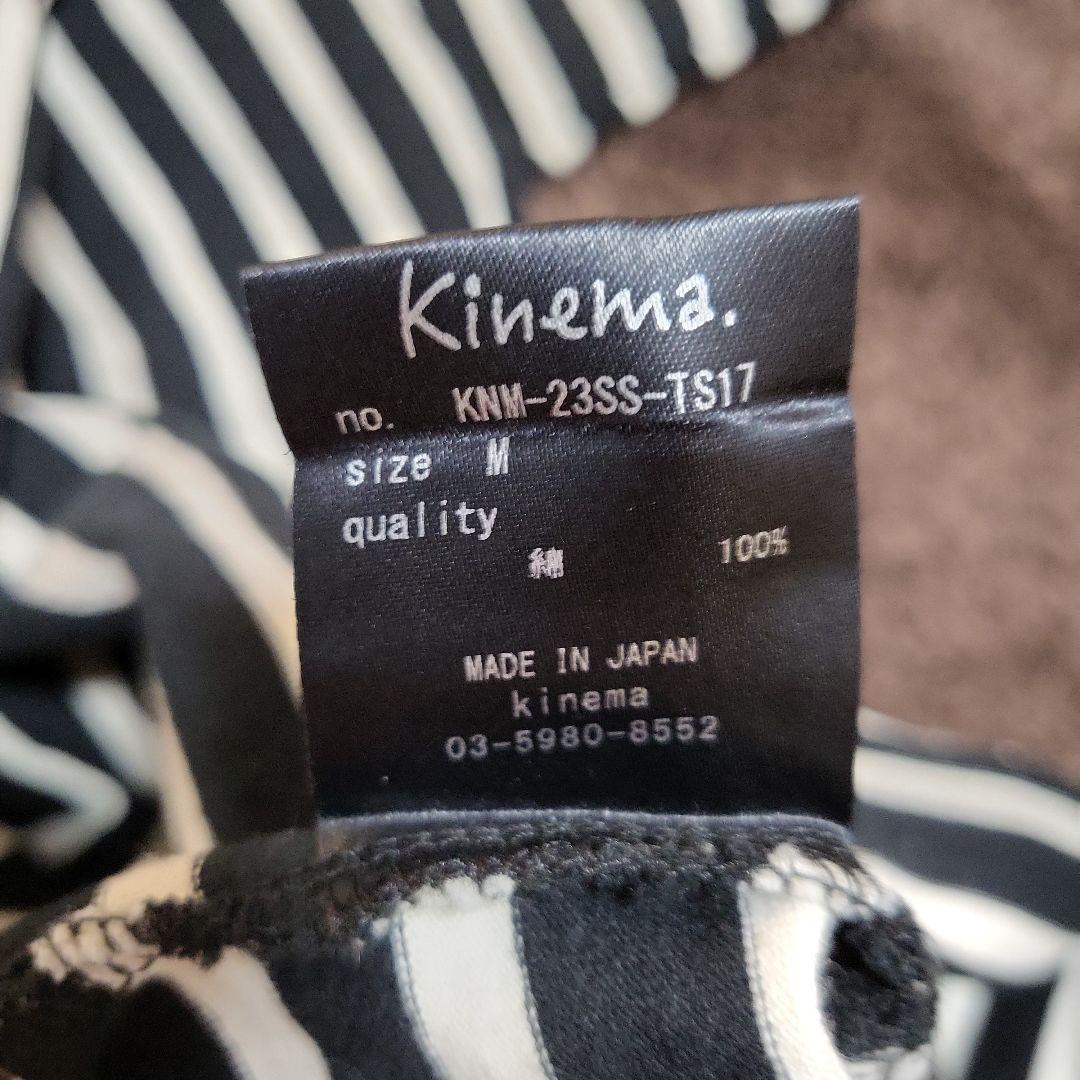 Kinema.
no. KNM-23SS-TS17
size M
quality
綿 100%
MADE IN JAPAN
kinema
03-5980-8552